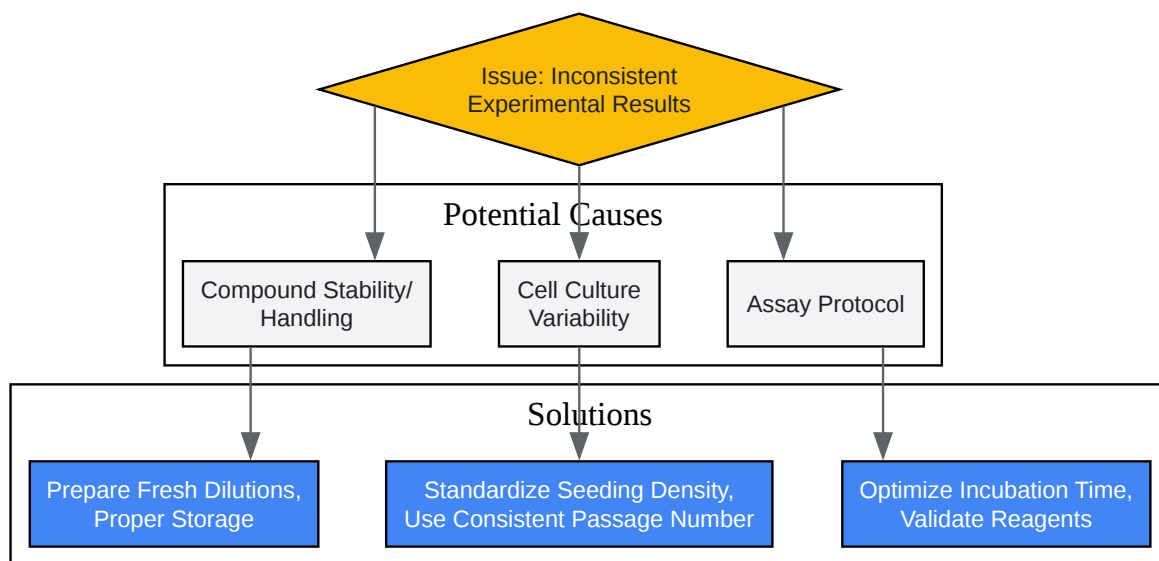 Issue: Inconsistent
Experimental Results
Potential Causes
Compound Stability/
Handling
Cell Culture
Variability
Assay Protocol
Solutions
Prepare Fresh Dilutions,
Proper Storage
Standardize Seeding Density,
Use Consistent Passage Number
Optimize Incubation Time,
Validate Reagents